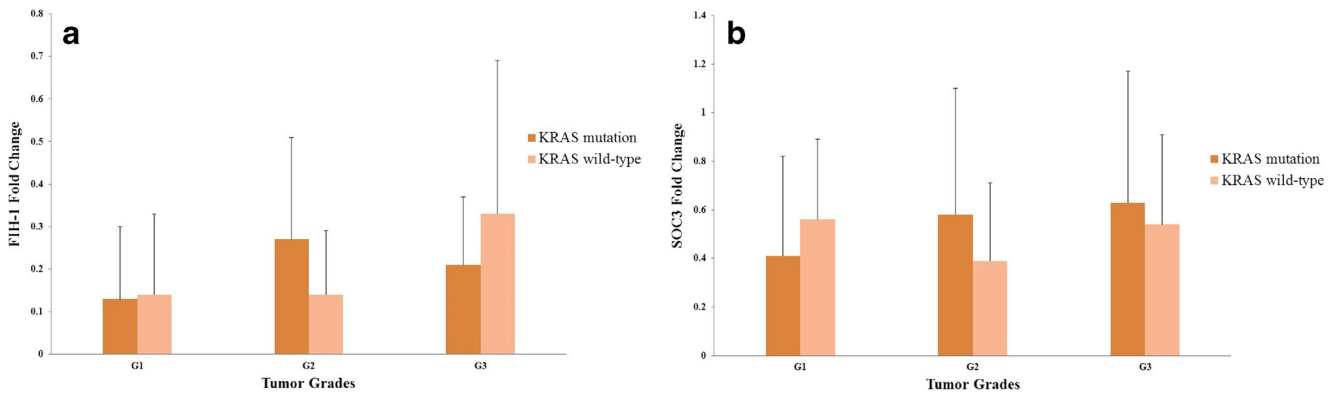 a
FIH-1 Fold Change
0.8
0.7
0.6
0.5
0.4
0.3
0.2
0.1
0
G1
G2
G3
Tumor Grades
KRAS mutation
KRAS wild-type
b
SOC3 Fold Change
1.4
1.2
1
0.8
0.6
0.4
0.2
0
G1
G2
G3
Tumor Grades
KRAS mutation
KRAS wild-type